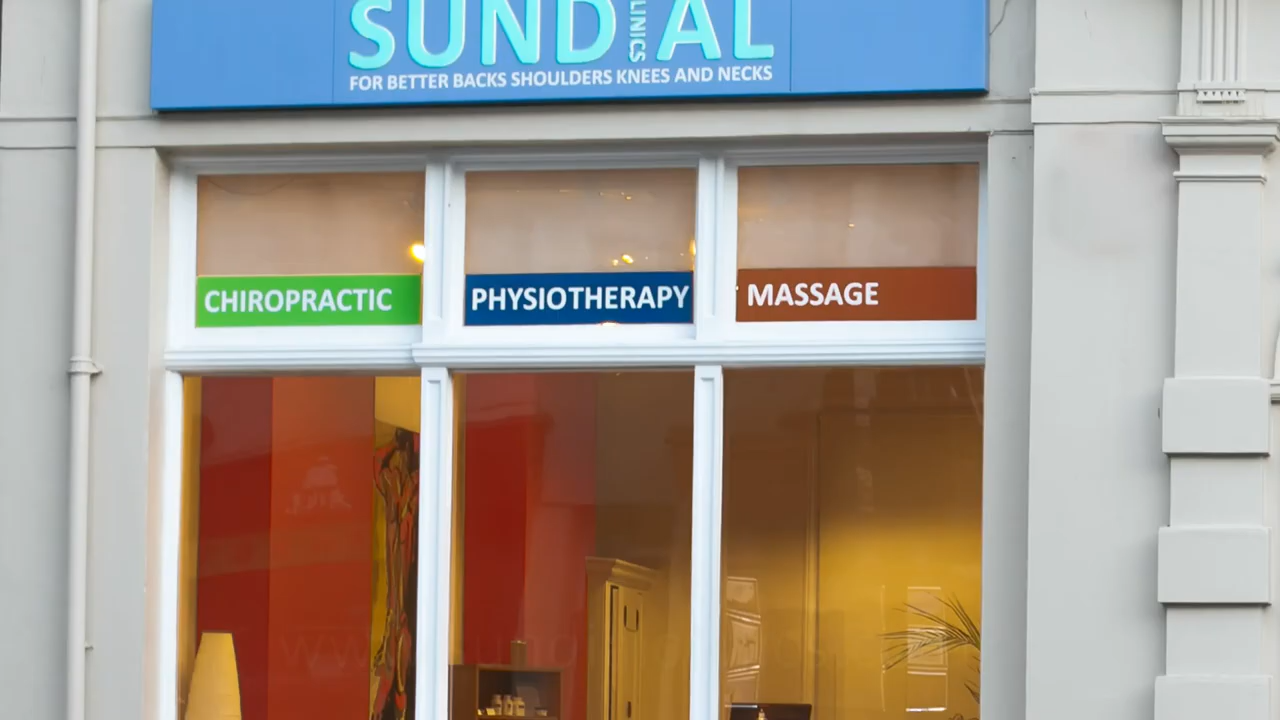 SUNDIAL
CLINICS
FOR BETTER BACKS SHOULDERS KNEES AND NECKS
CHIROPRACTIC
PHYSIOTHERAPY
MASSAGE